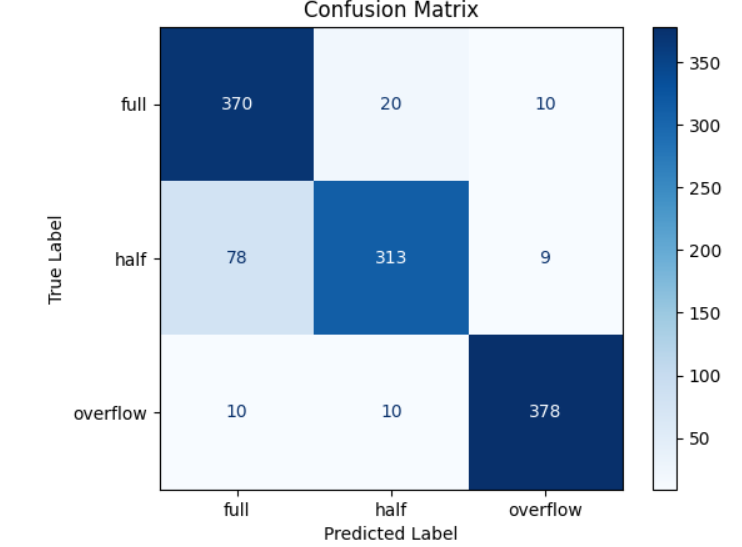 Confusion Matrix
True Label
full 370 20 10
half 78 313 9
overflow 10 10 378
full half overflow
Predicted Label
350
300
250
200
150
100
50